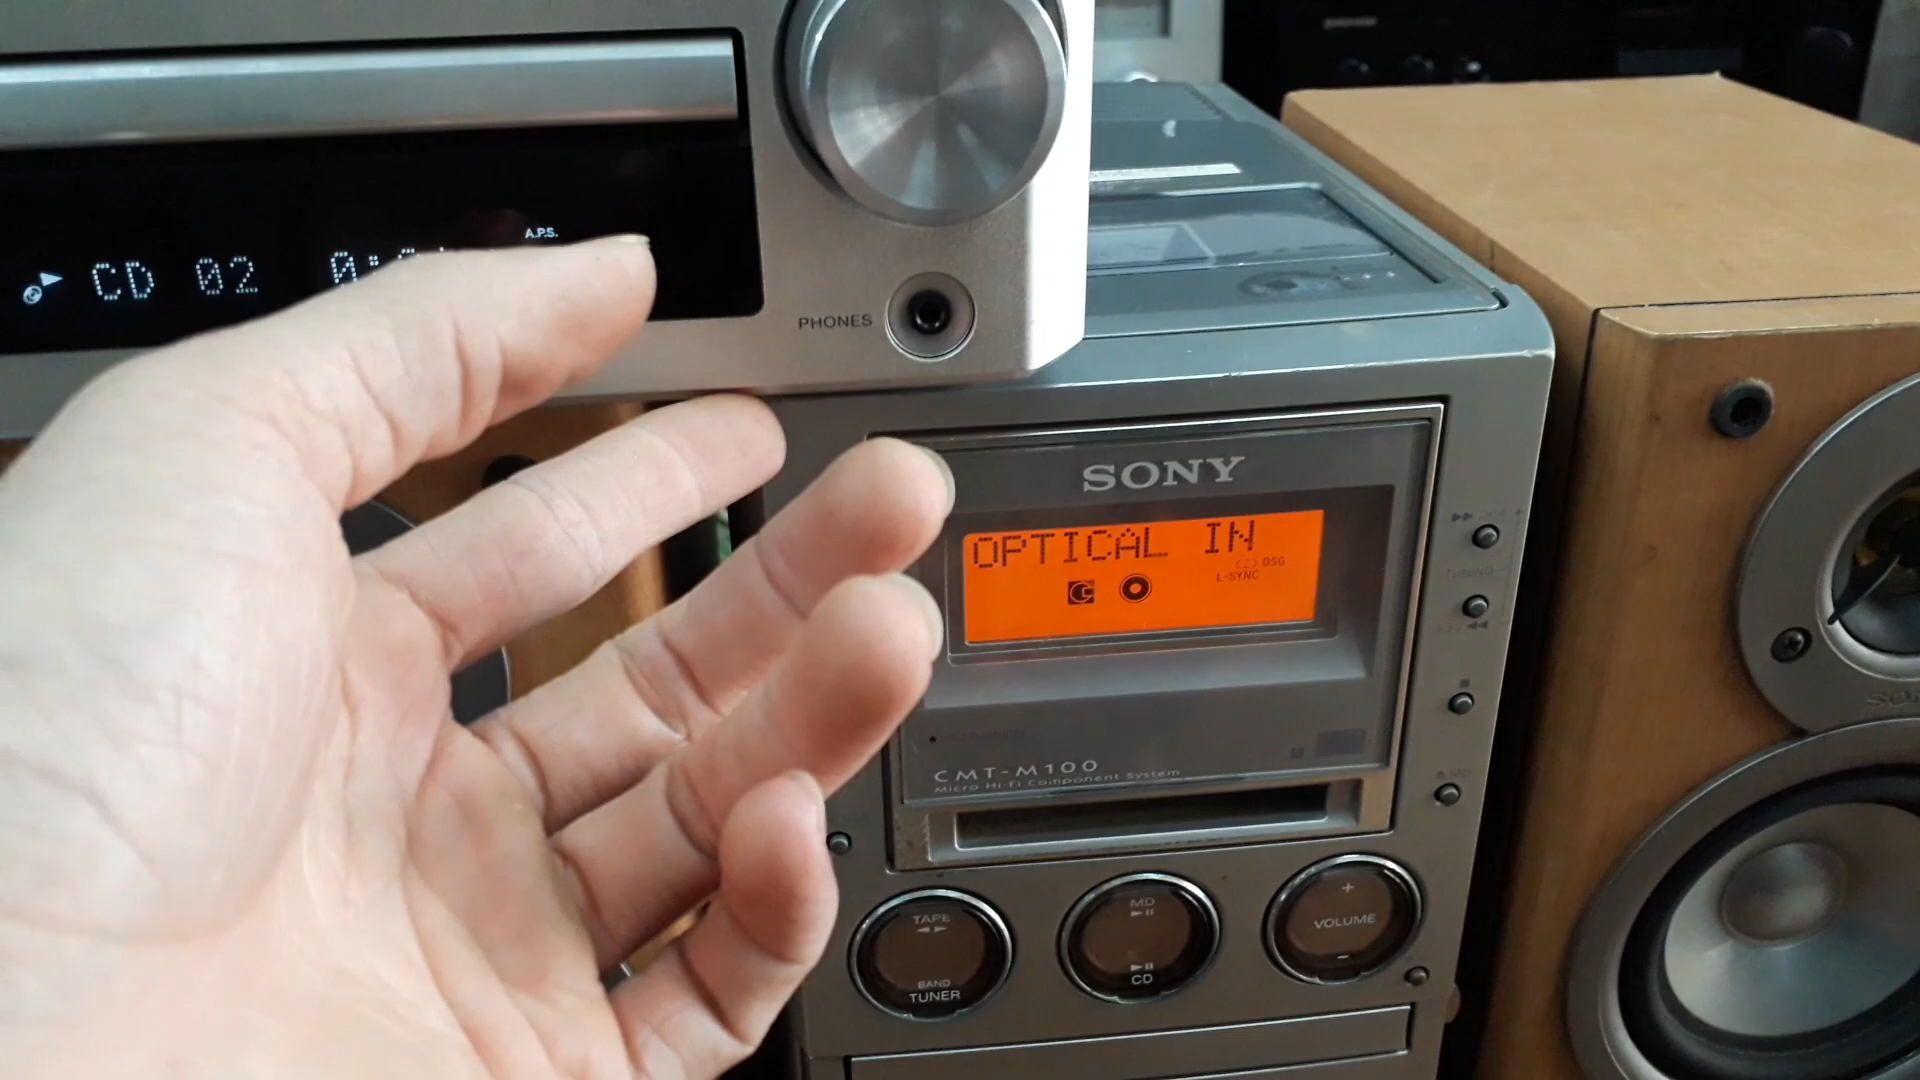 A.P.S.
CD 02
PHONES
SONY
OPTICAL IN
DSG
L-SYNC
TUNING
CMT-M100
Micro Hi-Fi Component System
TAPE
BAND
TUNER
MD
CD
+
VOLUME
-